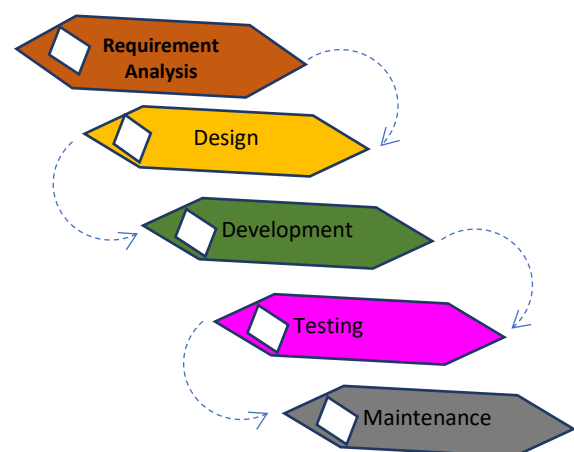 Requirement
Analysis
Design
Development
Testing
Maintenance